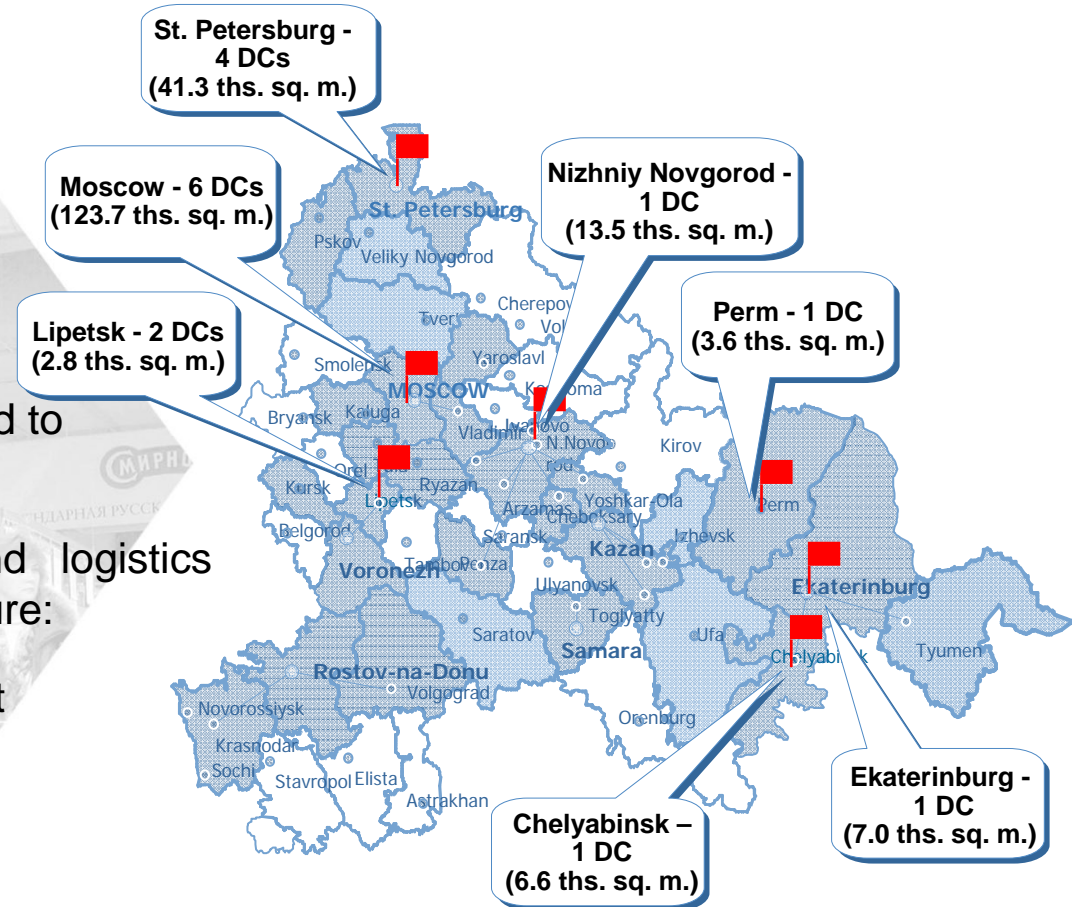 St. Petersburg -
4 DCs
(41.3 ths. sq. m.)
Moscow - 6 DCs
(123.7 ths. sq. m.)
Nizhniy Novgorod -
1 DC
(13.5 ths. sq. m.)
Lipetsk - 2 DCs
(2.8 ths. sq. m.)
Perm - 1 DC
(3.6 ths. sq. m.)
d to
nd logistics
ure:
t
St. Petersburg
Pskov
Veliky Novgorod
Cherepov
Vol
Tver
Smolensk
Yaroslavl
MOSCOW
Kostroma
Bryansk
Kaluga
Vladimir
Ivanovo
N.Novgorod
Kirov
Orel
Tula
Ryazan
Kursk
Lipetsk
Arzamas
Yoshkar-Ola
Cheboksary
Perm
Belgorod
Saransk
Kazan
Izhevsk
Voronezh
Tambov
Penza
Ulyanovsk
Ekaterinburg
Toglyatty
Saratov
Samara
Ufa
Chelyabinsk
Tyumen
Rostov-na-Donu
Volgograd
Orenburg
Novorossiysk
Krasnodar
Sochi
Stavropol
Elista
Astrakhan
Chelyabinsk –
1 DC
(6.6 ths. sq. m.)
Ekaterinburg -
1 DC
(7.0 ths. sq. m.)